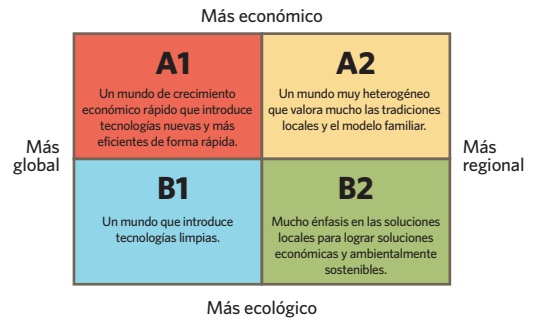 Más económico
A1
Un mundo de crecimiento
económico rápido que introduce
tecnologías nuevas y más
eficientes de forma rápida.
A2
Un mundo muy heterogéneo
que valora mucho las tradiciones
locales y el modelo familiar.
Más
global
Más
regional
B1
Un mundo que introduce
tecnologías limpias.
B2
Mucho énfasis en las soluciones
locales para lograr soluciones
económicas y ambientalmente
sostenibles.
Más ecológico